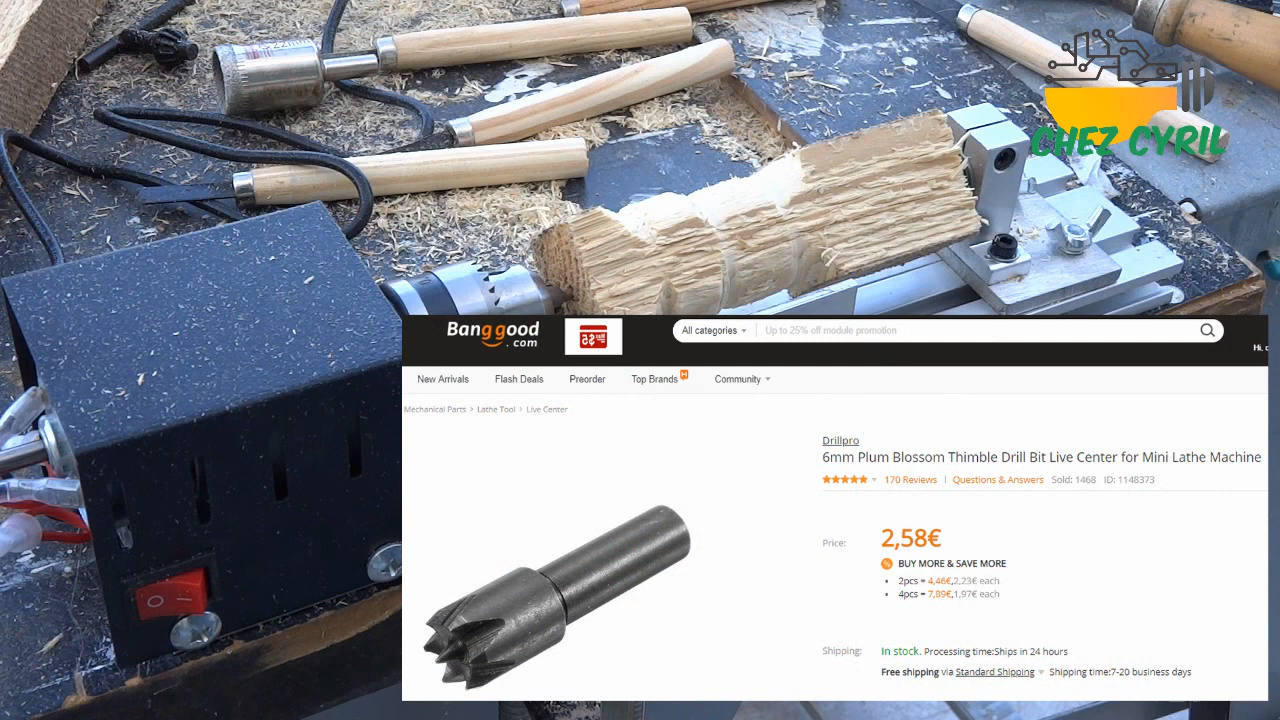 22mm
CHEZ CYRIL
Banggood
.com
All categories
Up to 25% off module promotion
Hi, c
New Arrivals
Flash Deals
Preorder
Top Brands
H
Community
Mechanical Parts > Lathe Tool > Live Center
Drillpro
6mm Plum Blossom Thimble Drill Bit Live Center for Mini Lathe Machine
170 Reviews | Questions & Answers Sold: 1468 ID: 1148373
Price:
2,58€
% BUY MORE & SAVE MORE
• 2pcs = 4,46€,2,23€ each
• 4pcs = 7,89€,1,97€ each
Shipping:
In stock. Processing time:Ships in 24 hours
Free shipping via Standard Shipping Shipping time:7-20 business days